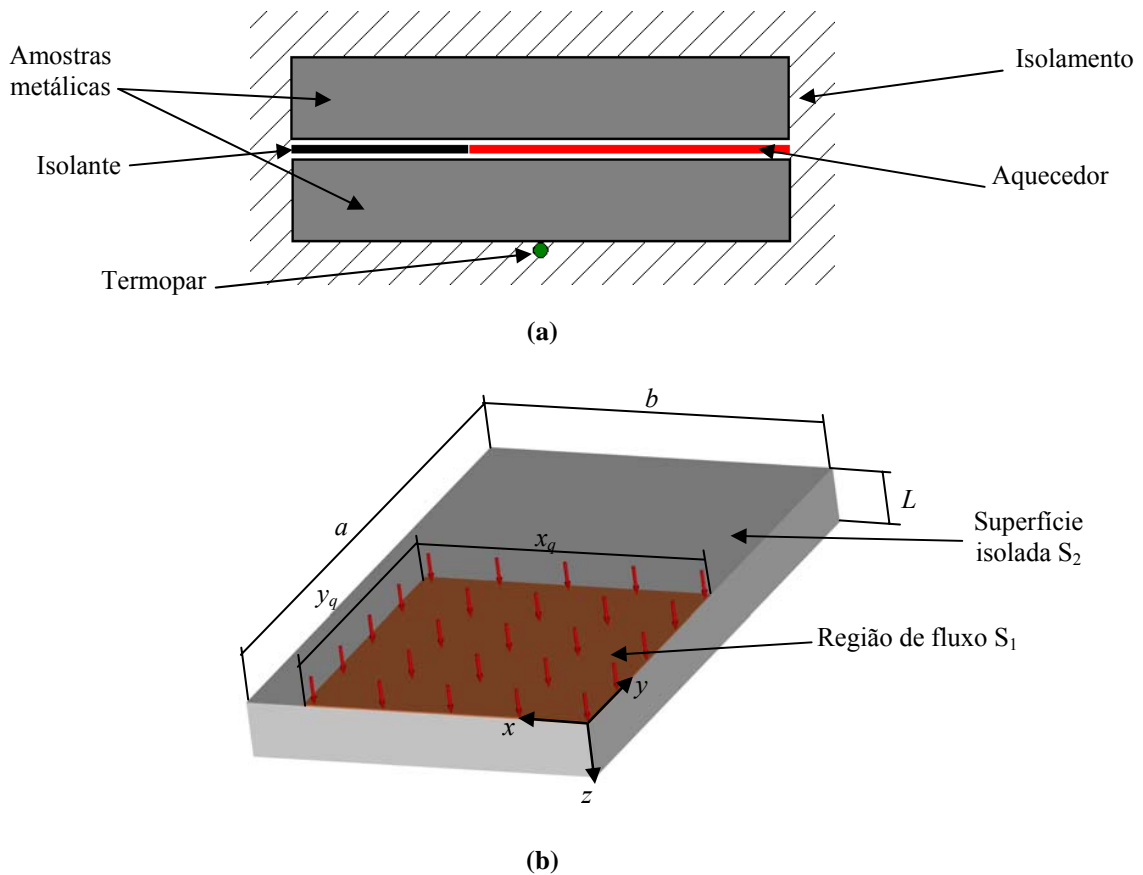 Amostras
metálicas
Isolamento
Isolante
Aquecedor
Termopar
(a)
b
a
L
Superfície
isolada S₂
x_q
y_q
Região de fluxo S₁
y
x
z
(b)